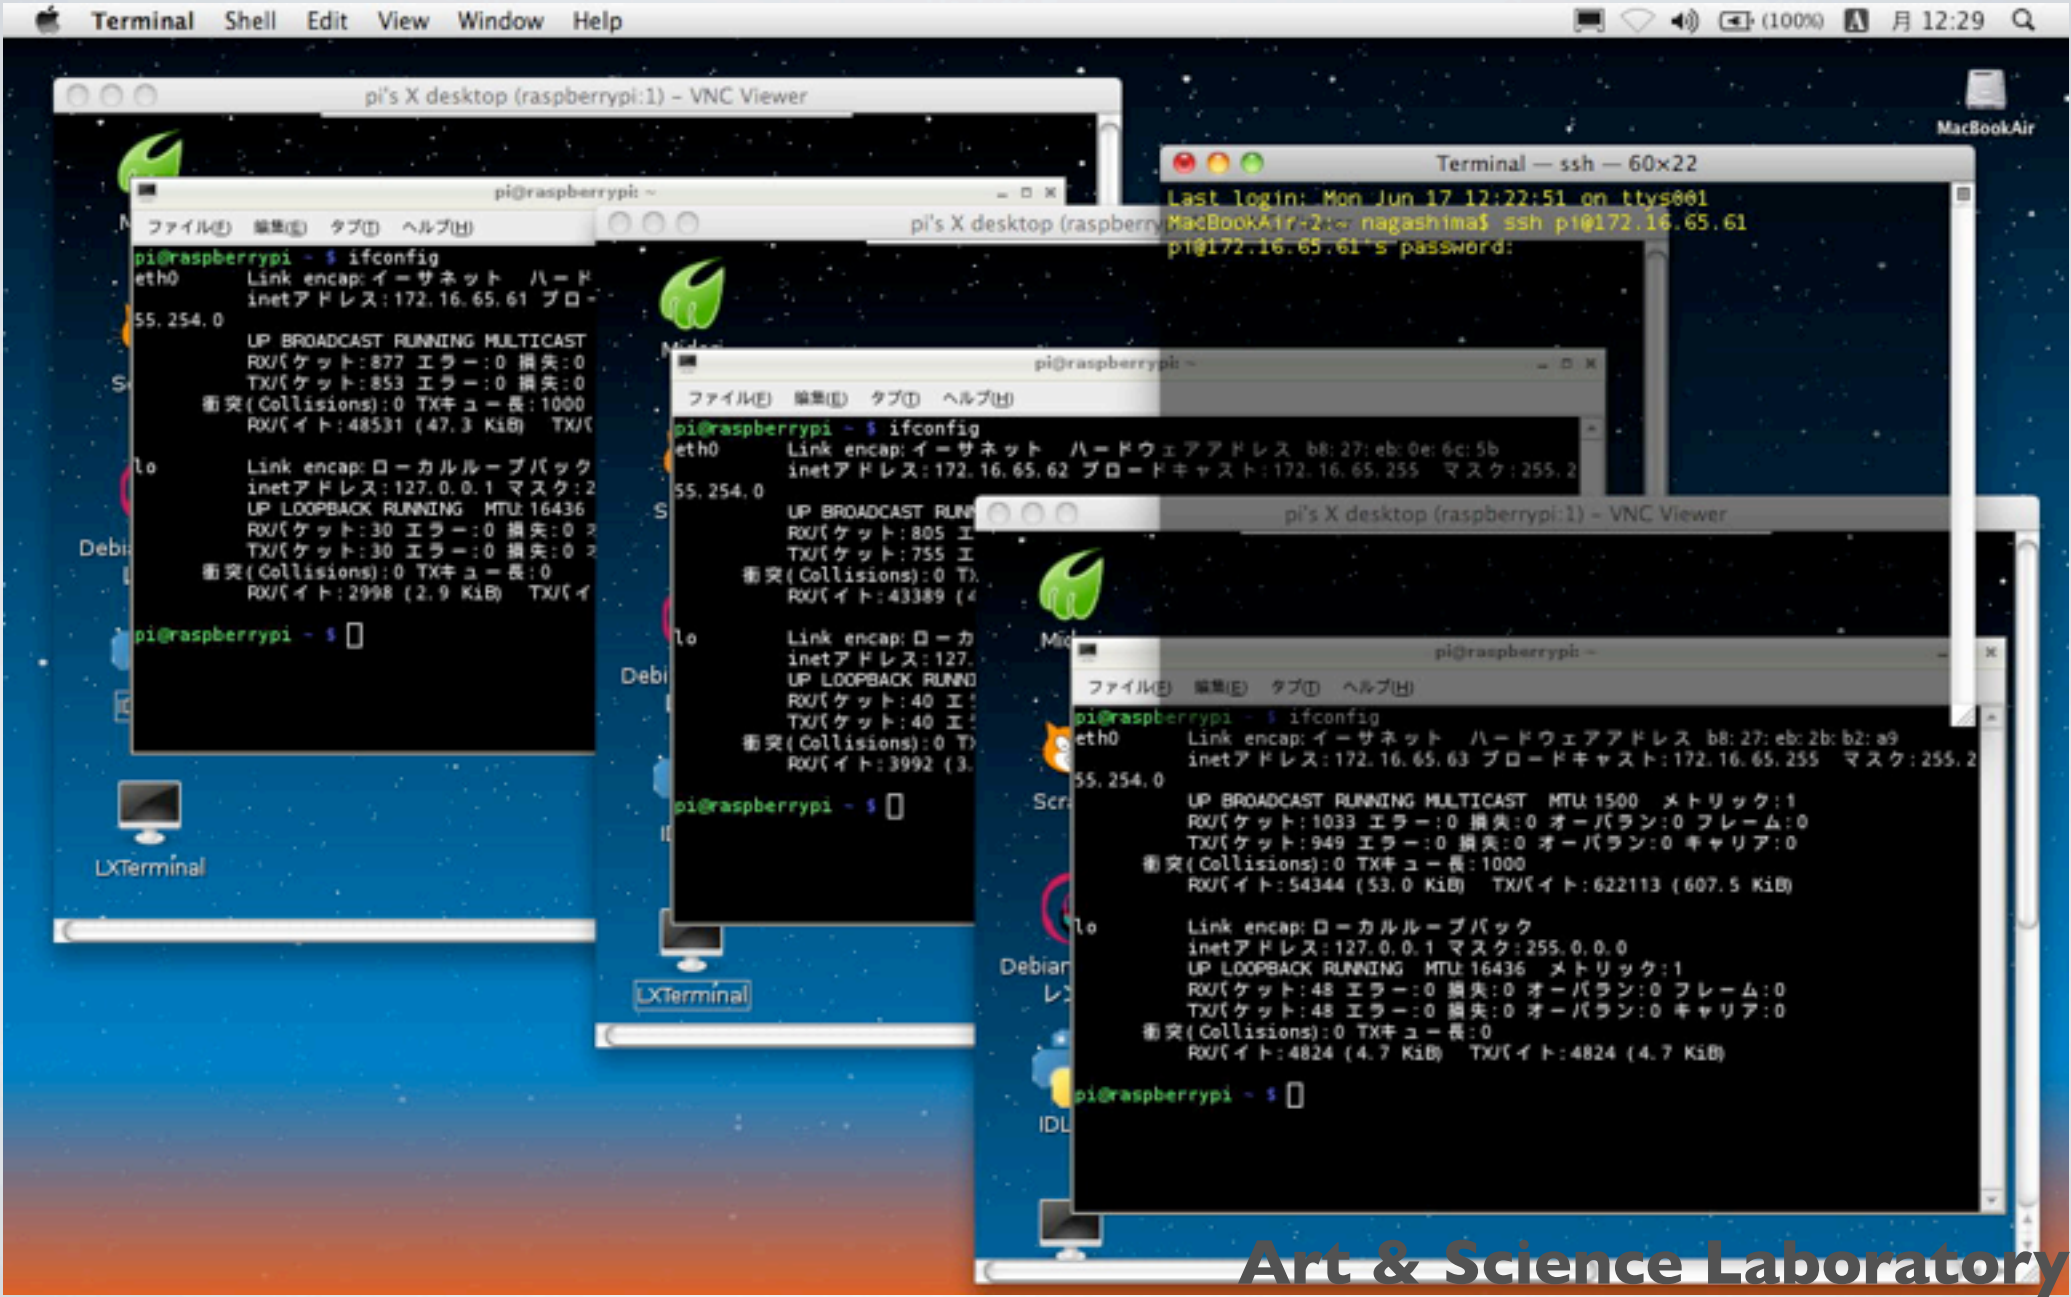 Terminal Shell Edit View Window Help (100%) A 月 12:29
pi's X desktop (raspberrypi:1) – VNC Viewer
MacBookAir
pi@raspberrypi: ~
ファイル(F) 編集(E) タブ(T) ヘルプ(H)
pi@raspberrypi ~ $ ifconfig
eth0 Link encap:イーサネット ハード
inetアドレス:172.16.65.61 ブロー
55.254.0
UP BROADCAST RUNNING MULTICAST
RXパケット:877 エラー:0 損失:0
TXパケット:853 エラー:0 損失:0
衝突(Collisions):0 TXキュー長:1000
RXバイト:48531 (47.3 KiB) TXバ
lo Link encap:ローカルループバック
inetアドレス:127.0.0.1 マスク:2
UP LOOPBACK RUNNING MTU:16436
RXパケット:30 エラー:0 損失:0
TXパケット:30 エラー:0 損失:0
衝突(Collisions):0 TXキュー長:0
RXバイト:2998 (2.9 KiB) TXバイ
pi@raspberrypi ~ $
Debi
LXTerminal
Terminal — ssh — 60×22
Last login: Mon Jun 17 12:22:51 on ttys001
MacBookAir-2:~ nagashima$ ssh pi@172.16.65.61
pi@172.16.65.61's password:
pi's X desktop (raspberry
pi@raspberrypi: ~
ファイル(F) 編集(E) タブ(T) ヘルプ(H)
pi@raspberrypi ~ $ ifconfig
eth0 Link encap:イーサネット ハードウェアアドレス b8:27:eb:0e:6c:5b
inetアドレス:172.16.65.62 ブロードキャスト:172.16.65.255 マスク:255.2
55.254.0
UP BROADCAST RUNN
RXパケット:805 エ
TXパケット:755 エ
衝突(Collisions):0 TX
RXバイト:43389 (4
lo Link encap:ローカ
inetアドレス:127.
UP LOOPBACK RUNNI
RXパケット:40 エ
TXパケット:40 エ
衝突(Collisions):0 TX
RXバイト:3992 (3.
pi@raspberrypi ~ $
Debi
LXTerminal
pi's X desktop (raspberrypi:1) – VNC Viewer
pi@raspberrypi: ~
ファイル(F) 編集(E) タブ(T) ヘルプ(H)
pi@raspberrypi ~ $ ifconfig
eth0 Link encap:イーサネット ハードウェアアドレス b8:27:eb:2b:b2:a9
inetアドレス:172.16.65.63 ブロードキャスト:172.16.65.255 マスク:255.2
55.254.0
UP BROADCAST RUNNING MULTICAST MTU:1500 メトリック:1
RXパケット:1033 エラー:0 損失:0 オーバラン:0 フレーム:0
TXパケット:949 エラー:0 損失:0 オーバラン:0 キャリア:0
衝突(Collisions):0 TXキュー長:1000
RXバイト:54344 (53.0 KiB) TXバイト:622113 (607.5 KiB)
lo Link encap:ローカルループバック
inetアドレス:127.0.0.1 マスク:255.0.0.0
UP LOOPBACK RUNNING MTU:16436 メトリック:1
RXパケット:48 エラー:0 損失:0 オーバラン:0 フレーム:0
TXパケット:48 エラー:0 損失:0 オーバラン:0 キャリア:0
衝突(Collisions):0 TXキュー長:0
RXバイト:4824 (4.7 KiB) TXバイト:4824 (4.7 KiB)
pi@raspberrypi ~ $
Scr
Debian
IDL
Art & Science Laboratory